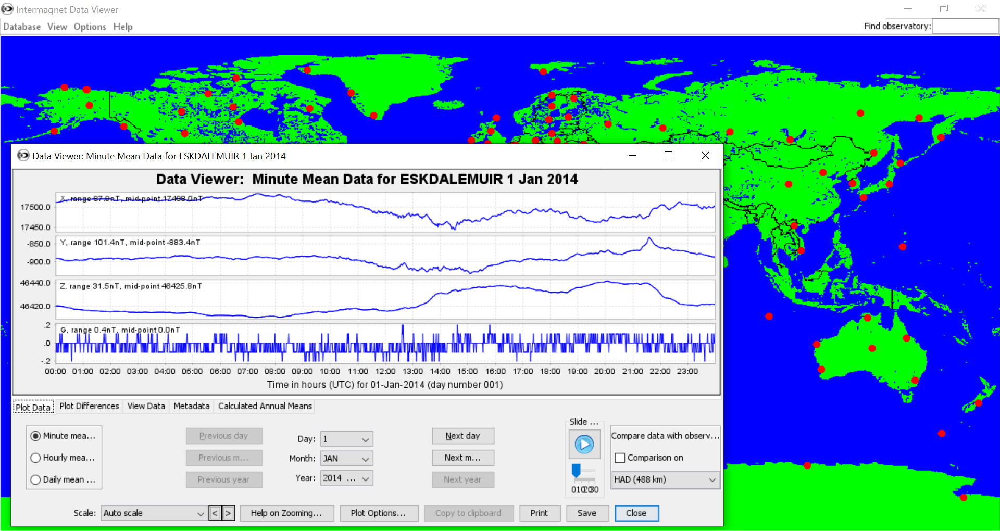 Intermagnet Data Viewer
Database View Options Help
Find observatory:
Data Viewer: Minute Mean Data for ESKDALEMUIR 1 Jan 2014
Data Viewer: Minute Mean Data for ESKDALEMUIR 1 Jan 2014
X, range 87.9nT, mid-point 17488.0nT
17500.0
17450.0
Y, range 101.4nT, mid-point -883.4nT
-850.0
-900.0
Z, range 31.5nT, mid-point 46425.8nT
46440.0
46420.0
G, range 0.4nT, mid-point 0.0nT
.2
.0
-.2
00:00 01:00 02:00 03:00 04:00 05:00 06:00 07:00 08:00 09:00 10:00 11:00 12:00 13:00 14:00 15:00 16:00 17:00 18:00 19:00 20:00 21:00 22:00 23:00
Time in hours (UTC) for 01-Jan-2014 (day number 001)
Plot Data Plot Differences View Data Metadata Calculated Annual Means
Minute mea...
Hourly mea...
Daily mean ...
Previous day
Previous m...
Previous year
Day: 1
Month: JAN
Year: 2014 ...
Next day
Next m...
Next year
Slide ...
0102030
Compare data with observ...
Comparison on
HAD (488 km)
Scale: Auto scale < > Help on Zooming... Plot Options... Copy to clipboard Print Save Close